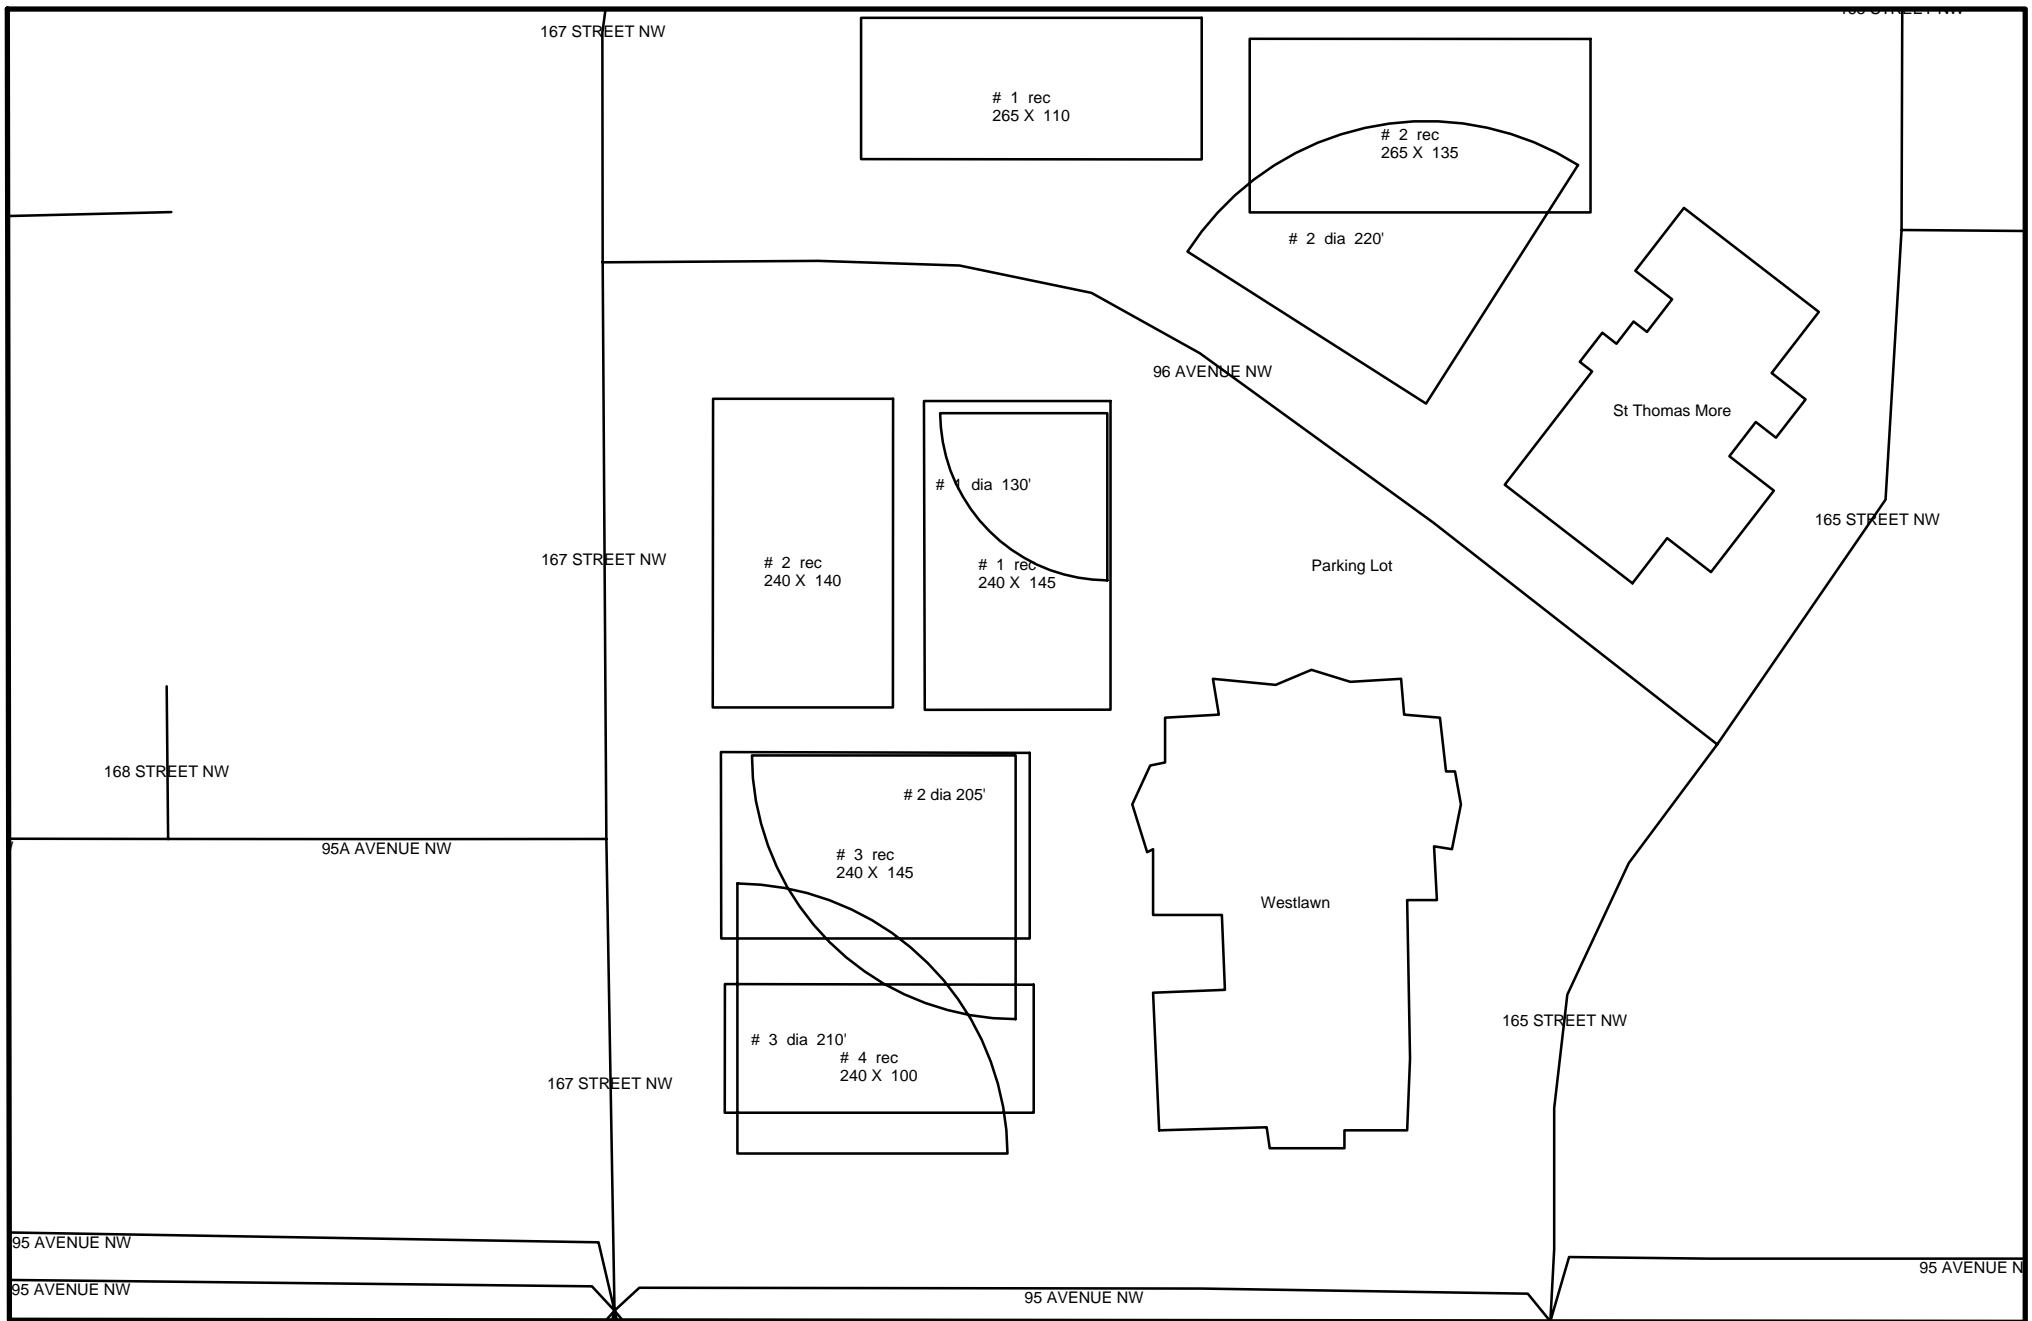 167 STREET NW
# 1 rec
265 X 110
# 2 rec
265 X 135
# 2 dia 220'
96 AVENUE NW
St Thomas More
# 1 dia 130'
165 STREET NW
167 STREET NW
# 2 rec
240 X 140
# 1 rec
240 X 145
Parking Lot
168 STREET NW
# 2 dia 205'
95A AVENUE NW
# 3 rec
240 X 145
Westlawn
165 STREET NW
# 3 dia 210'
# 4 rec
240 X 100
167 STREET NW
95 AVENUE NW
95 AVENUE N
95 AVENUE NW
95 AVENUE NW